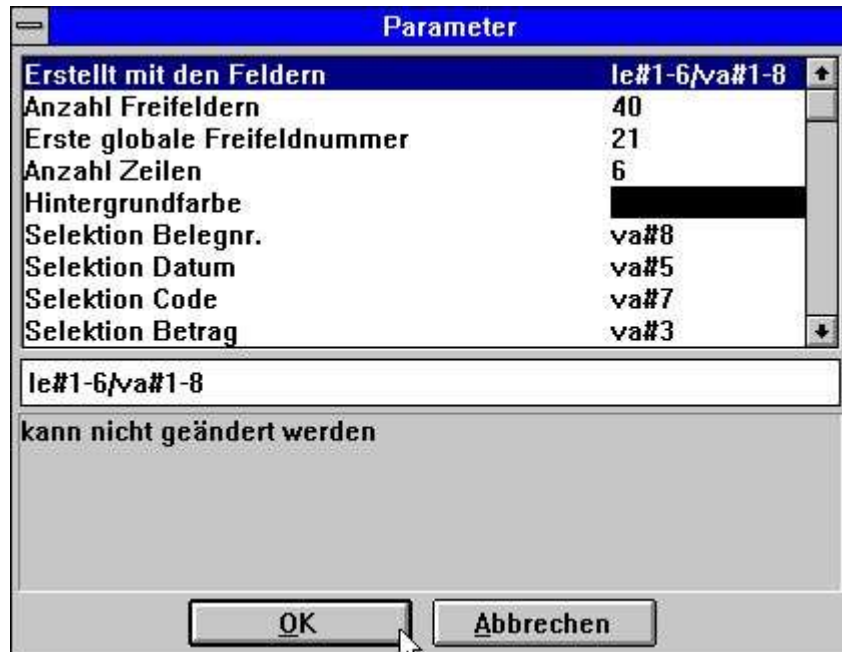 Parameter
Erstellt mit den Feldern le#1-6/va#1-8
Anzahl Freifeldern 40
Erste globale Freifeldnummer 21
Anzahl Zeilen 6
Hintergrundfarbe
Selektion Belegnr. va#8
Selektion Datum va#5
Selektion Code va#7
Selektion Betrag va#3
le#1-6/va#1-8
kann nicht geändert werden
OK Abbrechen